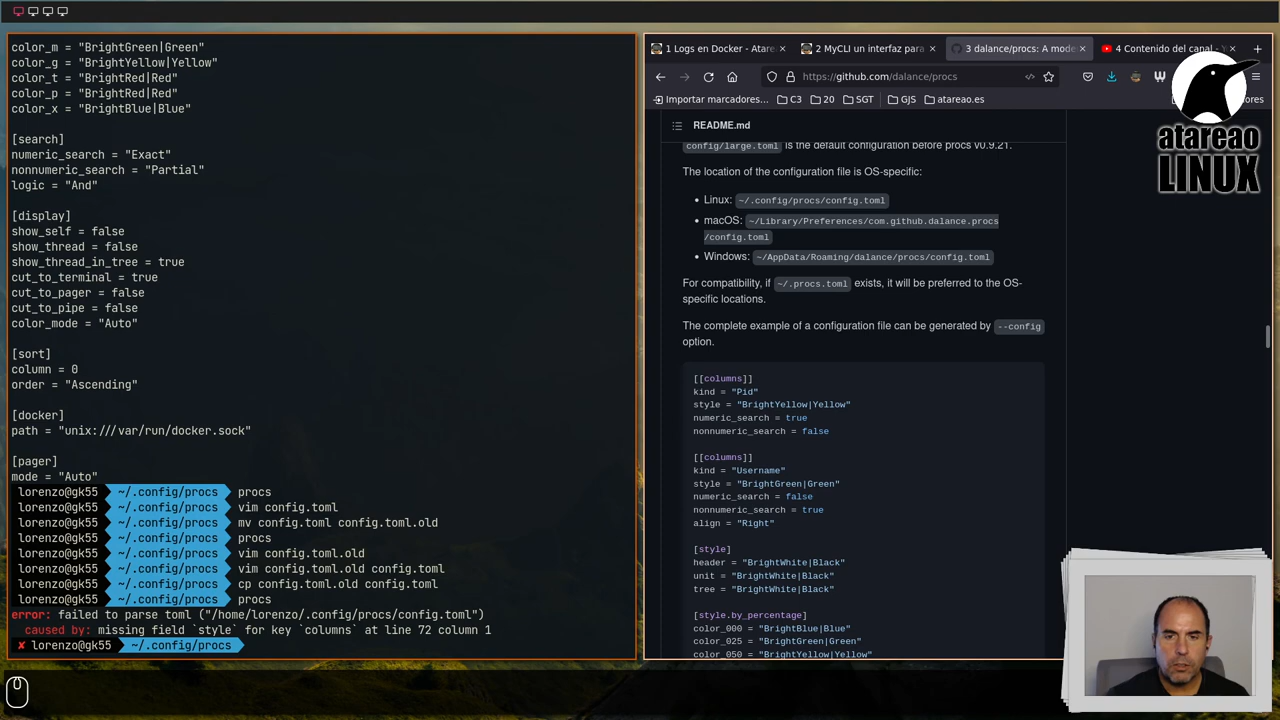 color_m = "BrightGreen|Green"
color_g = "BrightYellow|Yellow"
color_t = "BrightRed|Red"
color_p = "BrightRed|Red"
color_x = "BrightBlue|Blue"
[search]
numeric_search = "Exact"
nonnumeric_search = "Partial"
logic = "And"
[display]
show_self = false
show_thread = false
show_thread_in_tree = true
cut_to_terminal = true
cut_to_pager = false
cut_to_pipe = false
color_mode = "Auto"
[sort]
column = 0
order = "Ascending"
[docker]
path = "unix:///var/run/docker.sock"
[pager]
mode = "Auto"
lorenzo@gk55 ~/.config/procs procs
lorenzo@gk55 ~/.config/procs vim config.toml
lorenzo@gk55 ~/.config/procs mv config.toml config.toml.old
lorenzo@gk55 ~/.config/procs procs
lorenzo@gk55 ~/.config/procs vim config.toml.old
lorenzo@gk55 ~/.config/procs vim config.toml.old config.toml
lorenzo@gk55 ~/.config/procs cp config.toml.old config.toml
lorenzo@gk55 ~/.config/procs procs
error: failed to parse toml ("/home/lorenzo/.config/procs/config.toml")
caused by: missing field `style` for key `columns` at line 72 column 1
✘ lorenzo@gk55 ~/.config/procs
1 Logs en Docker - Atare 2 MyCLI un interfaz para 3 dalance/procs: A mode 4 Contenido del canal - Y
https://github.com/dalance/procs
Importar marcadores... C3 20 SGT GJS atareao.es
README.md
config/large.toml is the default configuration before procs v0.9.21.
The location of the configuration file is OS-specific:
• Linux: ~/.config/procs/config.toml
• macOS: ~/Library/Preferences/com.github.dalance.procs
/config.toml
• Windows: ~/AppData/Roaming/dalance/procs/config.toml
For compatibility, if ~/.procs.toml exists, it will be preferred to the OS-
specific locations.
The complete example of a configuration file can be generated by --config
option.
[[columns]]
kind = "Pid"
style = "BrightYellow|Yellow"
numeric_search = true
nonnumeric_search = false
[[columns]]
kind = "Username"
style = "BrightGreen|Green"
numeric_search = false
nonnumeric_search = true
align = "Right"
[style]
header = "BrightWhite|Black"
unit = "BrightWhite|Black"
tree = "BrightWhite|Black"
[style.by_percentage]
color_000 = "BrightBlue|Blue"
color_025 = "BrightGreen|Green"
color_050 = "BrightYellow|Yellow"
atareao
LINUX